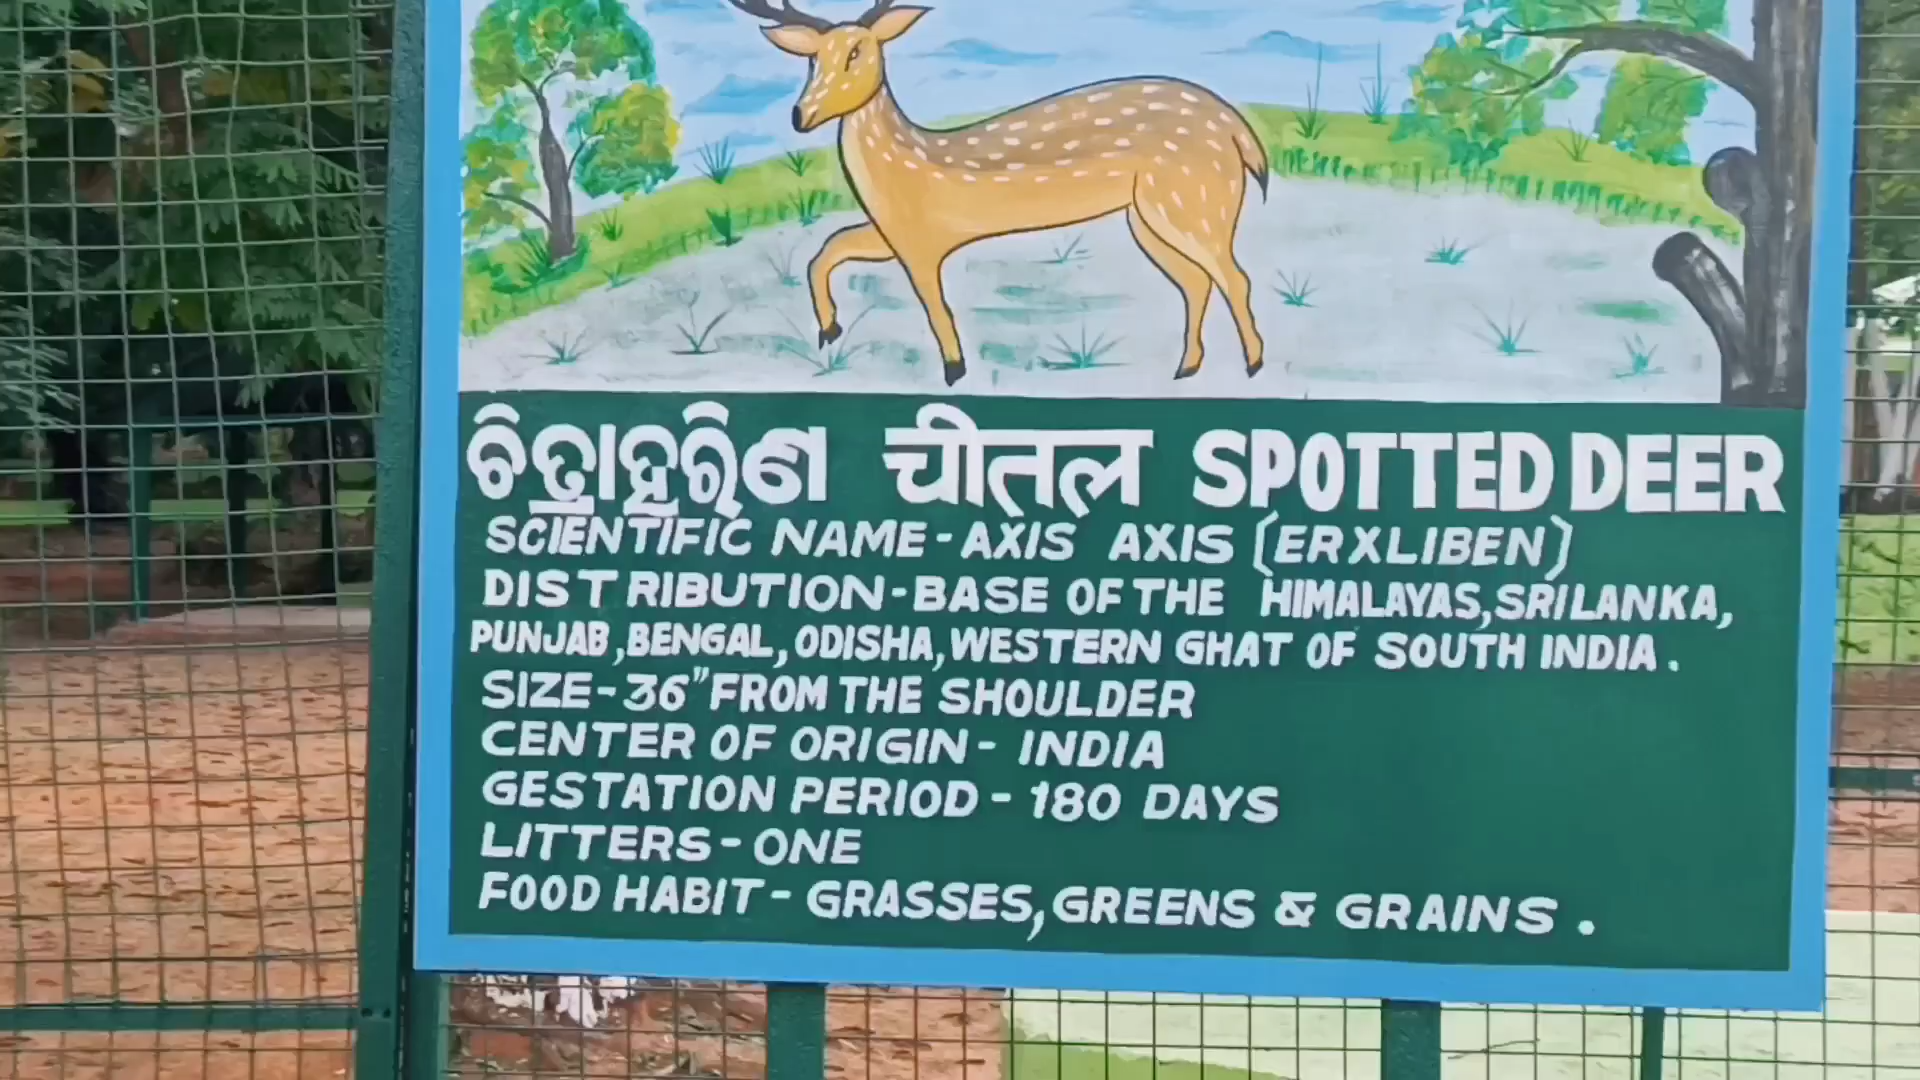 ଚିତ୍ରାହରିଣ चीतल SPOTTED DEER
SCIENTIFIC NAME-AXIS AXIS (ERXLIBEN)
DISTRIBUTION-BASE OF THE HIMALAYAS,SRILANKA,
PUNJAB,BENGAL,ODISHA,WESTERN GHAT OF SOUTH INDIA.
SIZE-36" FROM THE SHOULDER
CENTER OF ORIGIN- INDIA
GESTATION PERIOD - 180 DAYS
LITTERS-ONE
FOOD HABIT- GRASSES,GREENS & GRAINS.